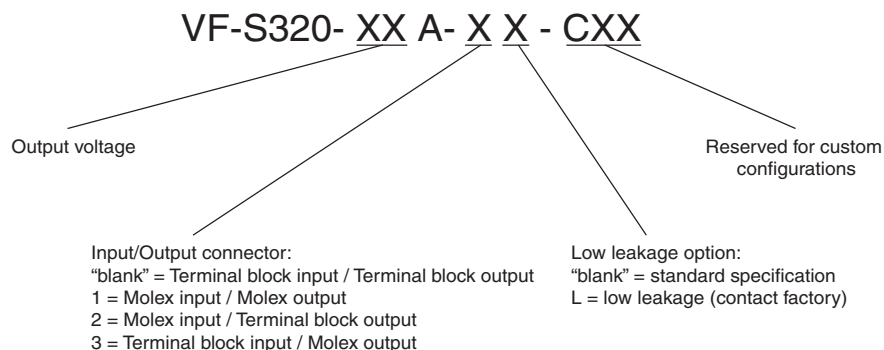 VF-S320- XX A- X X - CXX
Output voltage
Reserved for custom
configurations
Input/Output connector:
“blank” = Terminal block input / Terminal block output
1 = Molex input / Molex output
2 = Molex input / Terminal block output
3 = Terminal block input / Molex output
Low leakage option:
“blank” = standard specification
L = low leakage (contact factory)